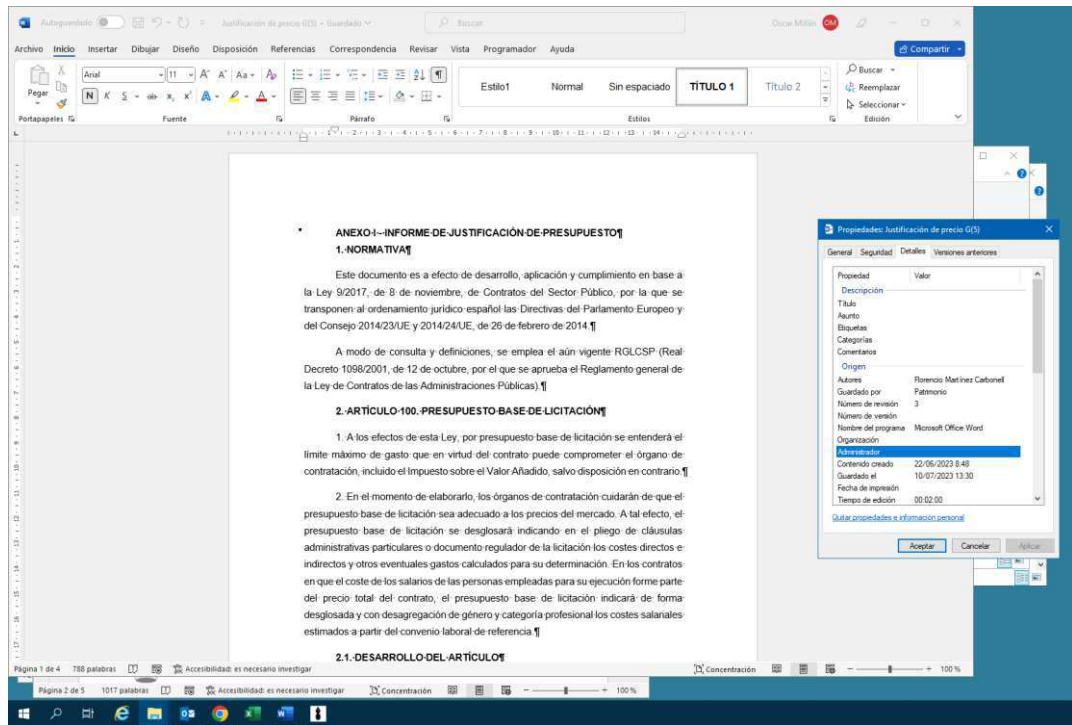 Autoguardado
Justificación de precio G(5) - Guardado
Buscar
Oscar Millán
OM
Archivo Inicio Insertar Dibujar Diseño Disposición Referencias Correspondencia Revisar Vista Programador Ayuda
Compartir
Pegar
Arial
11
N K S
Estilo1
Normal
Sin espaciado
TÍTULO 1
Título 2
Buscar
Reemplazar
Seleccionar
Portapapeles
Fuente
Párrafo
Estilos
Edición
ANEXO·I·-·INFORME·DE·JUSTIFICACIÓN·DE·PRESUPUESTO¶
1.·NORMATIVA¶
Este documento es a efecto de desarrollo, aplicación y cumplimiento en base a
la Ley 9/2017, de 8 de noviembre, de Contratos del Sector Público, por la que se
transponen al ordenamiento jurídico español las Directivas del Parlamento Europeo y
del Consejo 2014/23/UE y 2014/24/UE, de 26 de febrero de 2014.¶
A modo de consulta y definiciones, se emplea el aún vigente RGLCSP (Real
Decreto 1098/2001, de 12 de octubre, por el que se aprueba el Reglamento general de
la Ley de Contratos de las Administraciones Públicas).¶
2.·ARTÍCULO·100.·PRESUPUESTO·BASE·DE·LICITACIÓN¶
1. A los efectos de esta Ley, por presupuesto base de licitación se entenderá el
límite máximo de gasto que en virtud del contrato puede comprometer el órgano de
contratación, incluido el Impuesto sobre el Valor Añadido, salvo disposición en contrario.¶
2. En el momento de elaborarlo, los órganos de contratación cuidarán de que el
presupuesto base de licitación sea adecuado a los precios del mercado. A tal efecto, el
presupuesto base de licitación se desglosará indicando en el pliego de cláusulas
administrativas particulares o documento regulador de la licitación los costes directos e
indirectos y otros eventuales gastos calculados para su determinación. En los contratos
en que el coste de los salarios de las personas empleadas para su ejecución forme parte
del precio total del contrato, el presupuesto base de licitación indicará de forma
desglosada y con desagregación de género y categoría profesional los costes salariales
estimados a partir del convenio laboral de referencia.¶
2.1.·DESARROLLO·DEL·ARTÍCULO¶
Propiedades: Justificación de precio G(5)
General Seguridad Detalles Versiones anteriores
Propiedad Valor
Descripción
Título
Asunto
Etiquetas
Categorías
Comentarios
Origen
Autores Florencio Martínez Carbonell
Guardado por Patrimonio
Número de revisión 3
Número de versión
Nombre del programa Microsoft Office Word
Organización
Administrador
Contenido creado 22/06/2023 8:48
Guardado el 10/07/2023 13:30
Fecha de impresión
Tiempo de edición 00:02:00
Quitar propiedades e información personal
Aceptar Cancelar Aplicar
Página 1 de 4 788 palabras Accesibilidad: es necesario investigar Concentración 100 %
Página 2 de 5 1017 palabras Accesibilidad: es necesario investigar Concentración 100 %